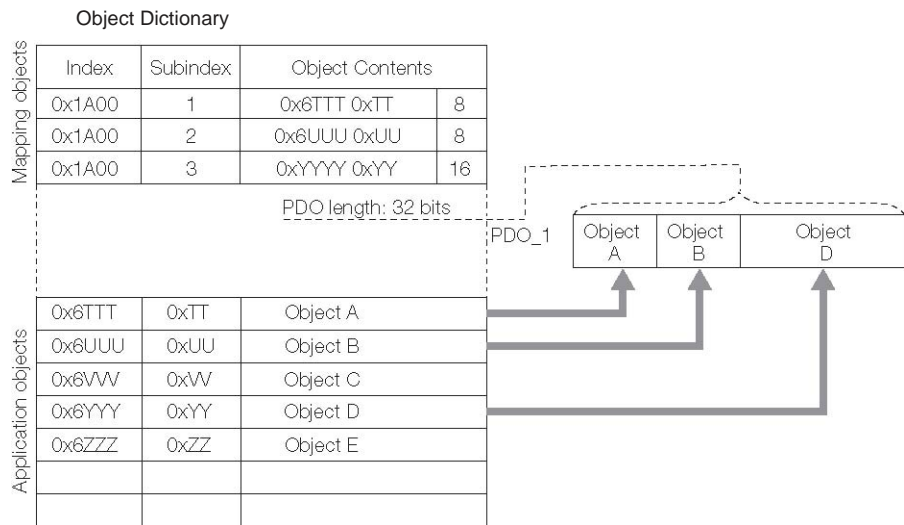 Object Dictionary
Mapping objects
Index Subindex Object Contents
0x1A00 1 0x6TTT 0xTT 8
0x1A00 2 0x6UUU 0xUU 8
0x1A00 3 0xYYYY 0xYY 16
PDO length: 32 bits
PDO_1
Object A
Object B
Object D
Application objects
0x6TTT 0xTT Object A
0x6UUU 0xUU Object B
0x6VVV 0xVV Object C
0x6YYY 0xYY Object D
0x6ZZZ 0xZZ Object E